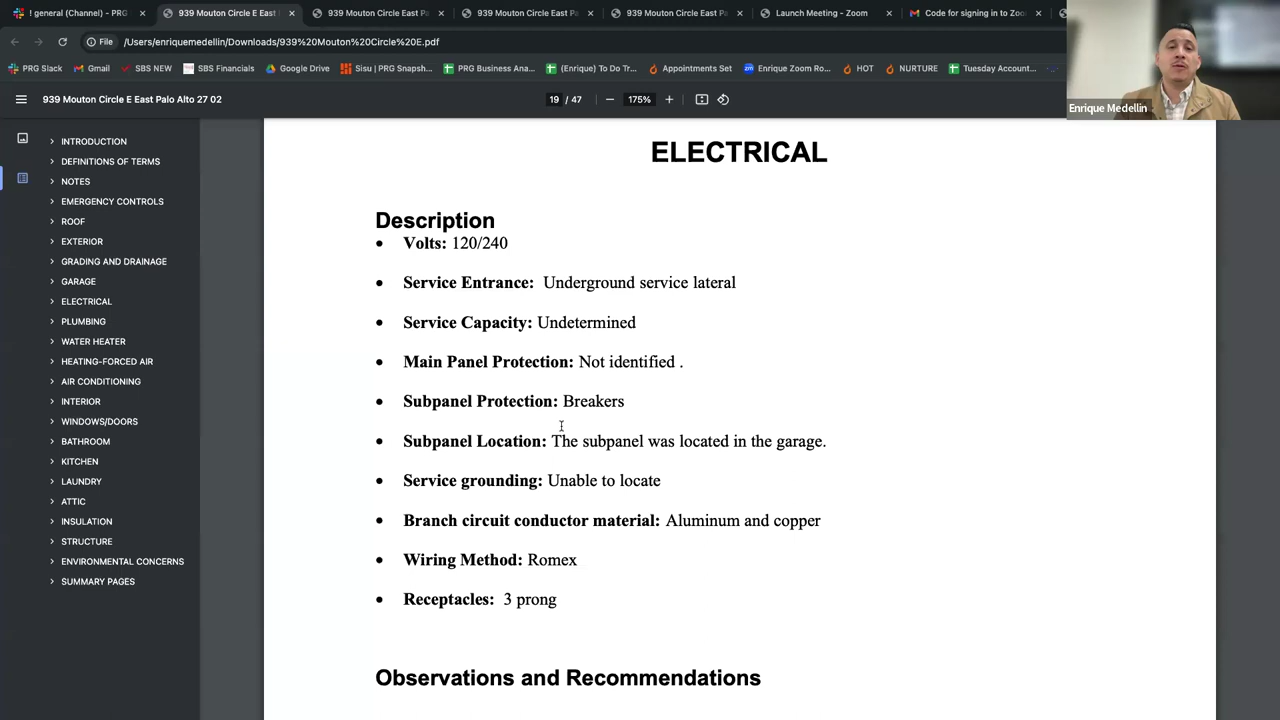 ! general (Channel) - PRG
939 Mouton Circle E East
939 Mouton Circle East Pa
939 Mouton Circle East Pa
939 Mouton Circle East Pa
Launch Meeting - Zoom
Code for signing in to Zoo
File
/Users/enriquemedellin/Downloads/939%20Mouton%20Circle%20E.pdf
PRG Slack
Gmail
SBS NEW
SBS Financials
Google Drive
Sisu | PRG Snapsh...
PRG Business Ana...
(Enrique) To Do Tr...
Appointments Set
Enrique Zoom Ro...
HOT
NURTURE
Tuesday Account...
939 Mouton Circle E East Palo Alto 27 02
19 / 47
175%
Enrique Medellin
INTRODUCTION
DEFINITIONS OF TERMS
NOTES
EMERGENCY CONTROLS
ROOF
EXTERIOR
GRADING AND DRAINAGE
GARAGE
ELECTRICAL
PLUMBING
WATER HEATER
HEATING-FORCED AIR
AIR CONDITIONING
INTERIOR
WINDOWS/DOORS
BATHROOM
KITCHEN
LAUNDRY
ATTIC
INSULATION
STRUCTURE
ENVIRONMENTAL CONCERNS
SUMMARY PAGES
ELECTRICAL
Description
• Volts: 120/240
• Service Entrance: Underground service lateral
• Service Capacity: Undetermined
• Main Panel Protection: Not identified .
• Subpanel Protection: Breakers
• Subpanel Location: The subpanel was located in the garage.
• Service grounding: Unable to locate
• Branch circuit conductor material: Aluminum and copper
• Wiring Method: Romex
• Receptacles: 3 prong
Observations and Recommendations